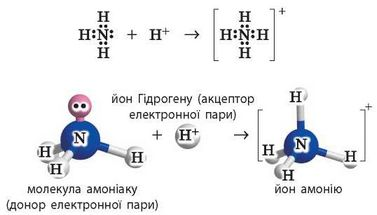 H
H:N: + H⁺ → [H:N:H]⁺
H H
йон Гідрогену (акцептор
електронної пари)
H
N + H⁺ → N
H H H H H H
молекула амоніаку
(донор електронної пари)
йон амонію